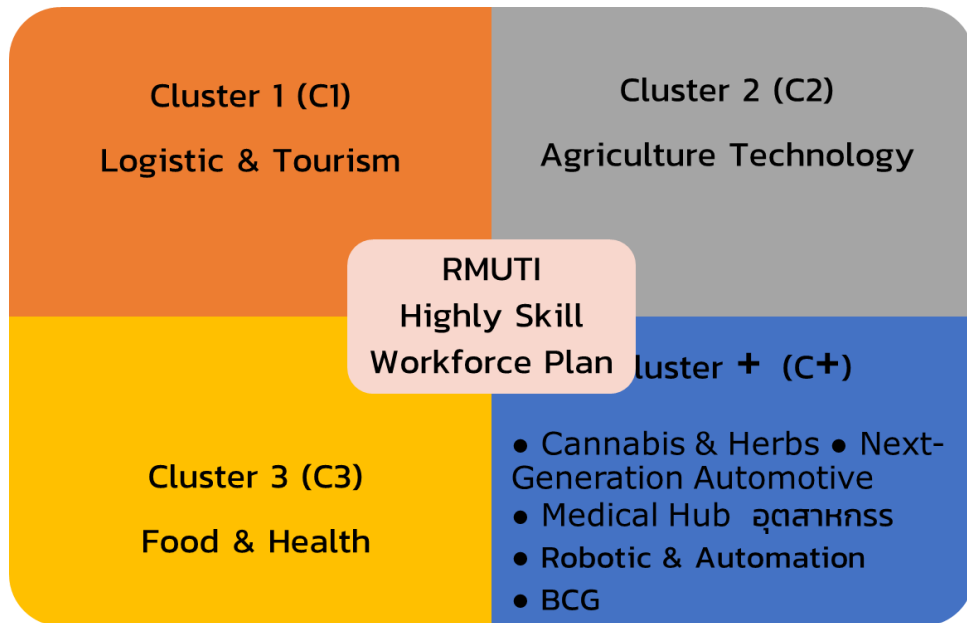 Cluster 1 (C1)
Logistic & Tourism
Cluster 2 (C2)
Agriculture Technology
RMUTI
Highly Skill
Workforce Plan
Cluster 3 (C3)
Food & Health
luster + (C+)
● Cannabis & Herbs ● Next-
Generation Automotive
● Medical Hub อุตสาหกรร
● Robotic & Automation
● BCG